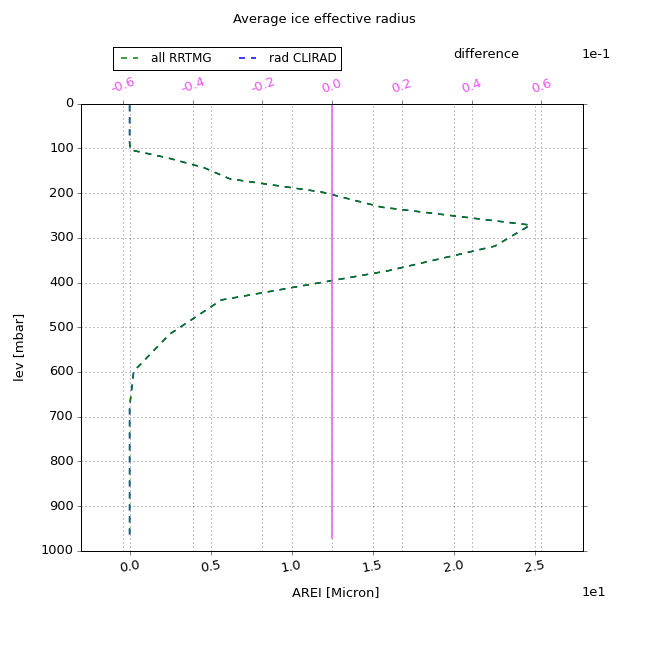 Average ice effective radius
all RRTMG rad CLIRAD difference 1e-1
-0.6 -0.4 -0.2 0.0 0.2 0.4 0.6
0
100
200
300
400
500
600
700
800
900
1000
lev [mbar]
0.0 0.5 1.0 1.5 2.0 2.5
AREI [Micron] 1e1